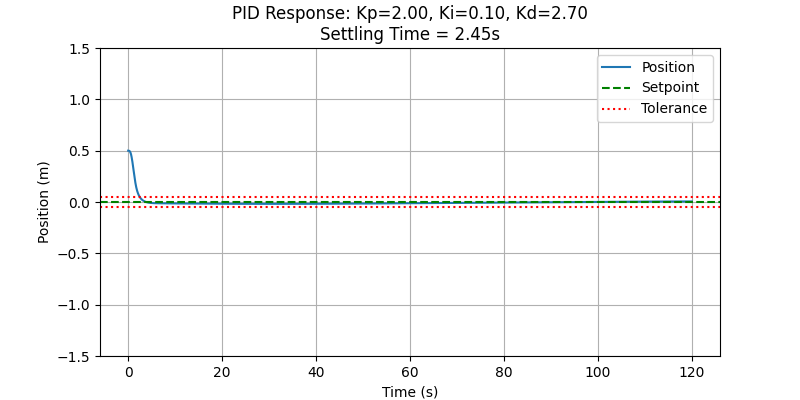 PID Response: Kp=2.00, Ki=0.10, Kd=2.70
Settling Time = 2.45s
Position (m)
1.5
1.0
0.5
0.0
−0.5
−1.0
−1.5
Position
Setpoint
Tolerance
0
20
40
60
80
100
120
Time (s)